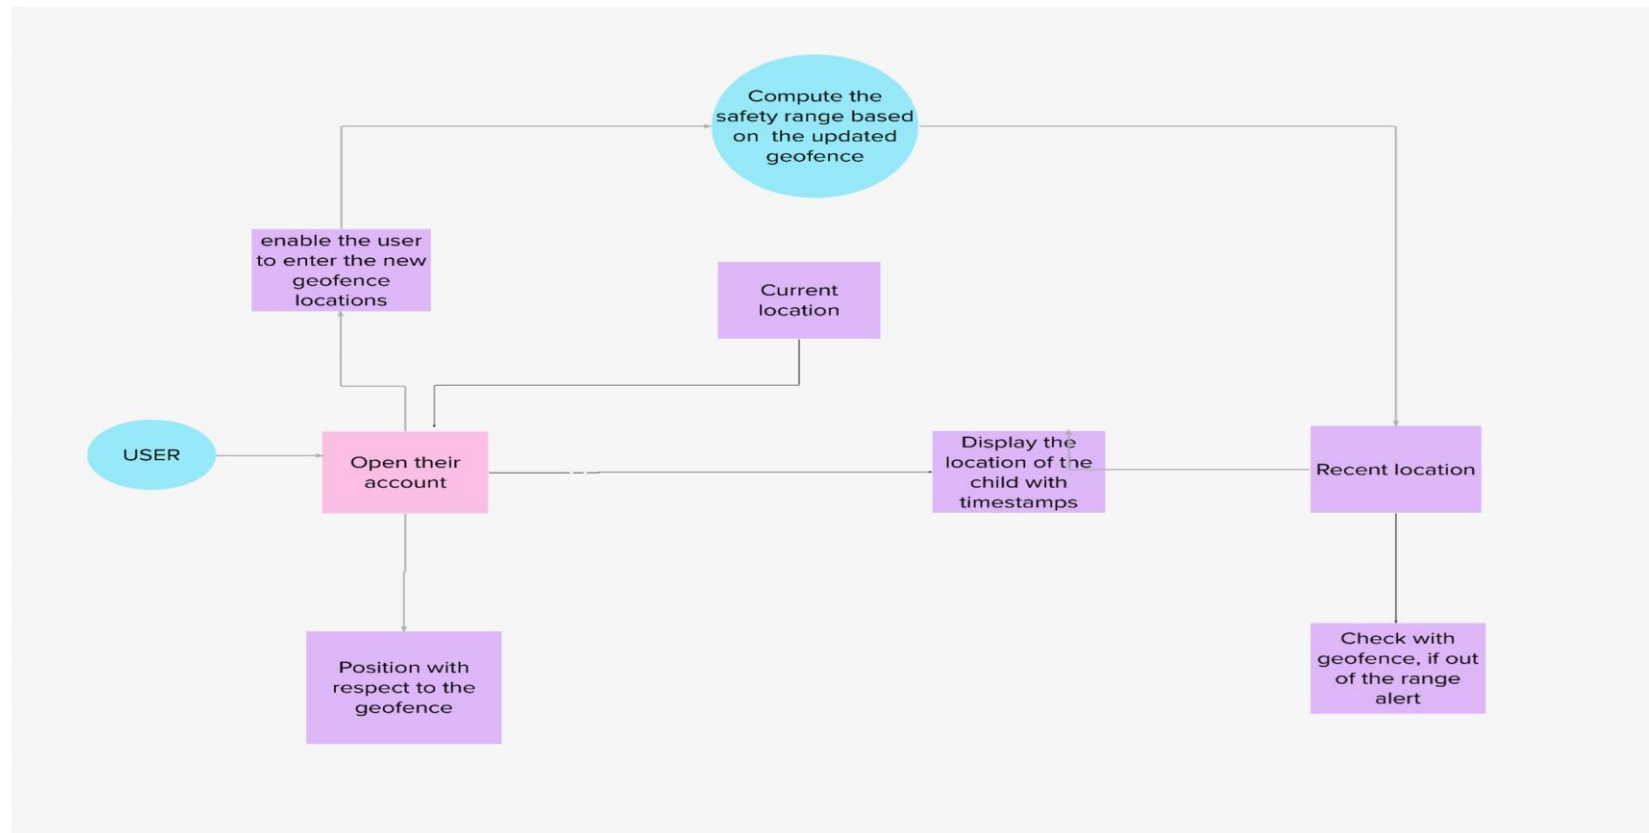 Compute the
safety range based
on the updated
geofence
enable the user
to enter the new
geofence
locations
Current
location
USER
Open their
account
Display the
location of the
child with
timestamps
Recent location
Position with
respect to the
geofence
Check with
geofence, if out
of the range
alert